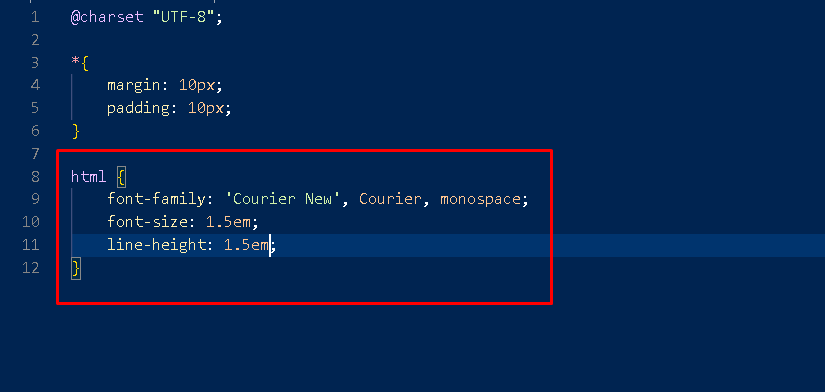 1 @charset "UTF-8";
2
3 *{
4 margin: 10px;
5 padding: 10px;
6 }
7
8 html {
9 font-family: 'Courier New', Courier, monospace;
10 font-size: 1.5em;
11 line-height: 1.5em;
12 }